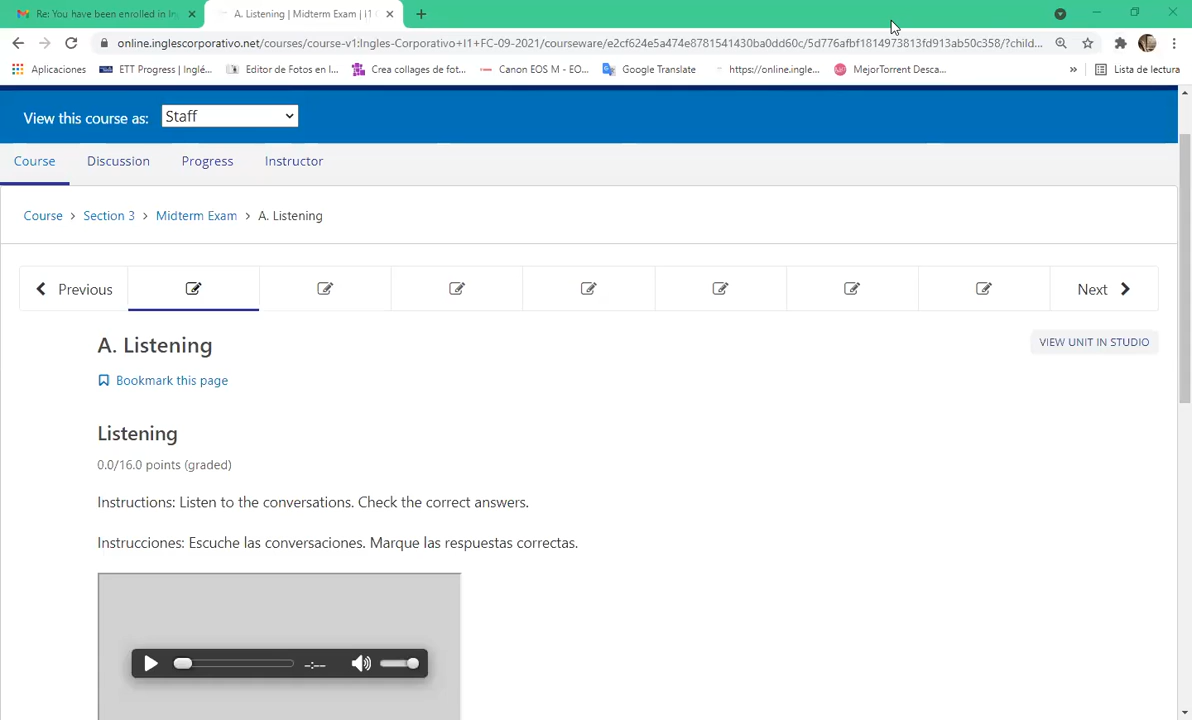 Re: You have been enrolled in In
A. Listening | Midterm Exam | I1
online.inglescorporativo.net/courses/course-v1:Ingles-Corporativo+I1+FC-09-2021/courseware/e2cf624e5a474e8781541430ba0dd60c/5d776afbf1814973813fd913ab50c358/?child...
Aplicaciones ETT Progress | Inglé... Editor de Fotos en l... Crea collages de fot... Canon EOS M - EO... Google Translate https://online.ingle... MejorTorrent Desca... » Lista de lectura
View this course as: Staff
Course Discussion Progress Instructor
Course > Section 3 > Midterm Exam > A. Listening
Previous Next
A. Listening
VIEW UNIT IN STUDIO
Bookmark this page
Listening
0.0/16.0 points (graded)
Instructions: Listen to the conversations. Check the correct answers.
Instrucciones: Escuche las conversaciones. Marque las respuestas correctas.
--:--